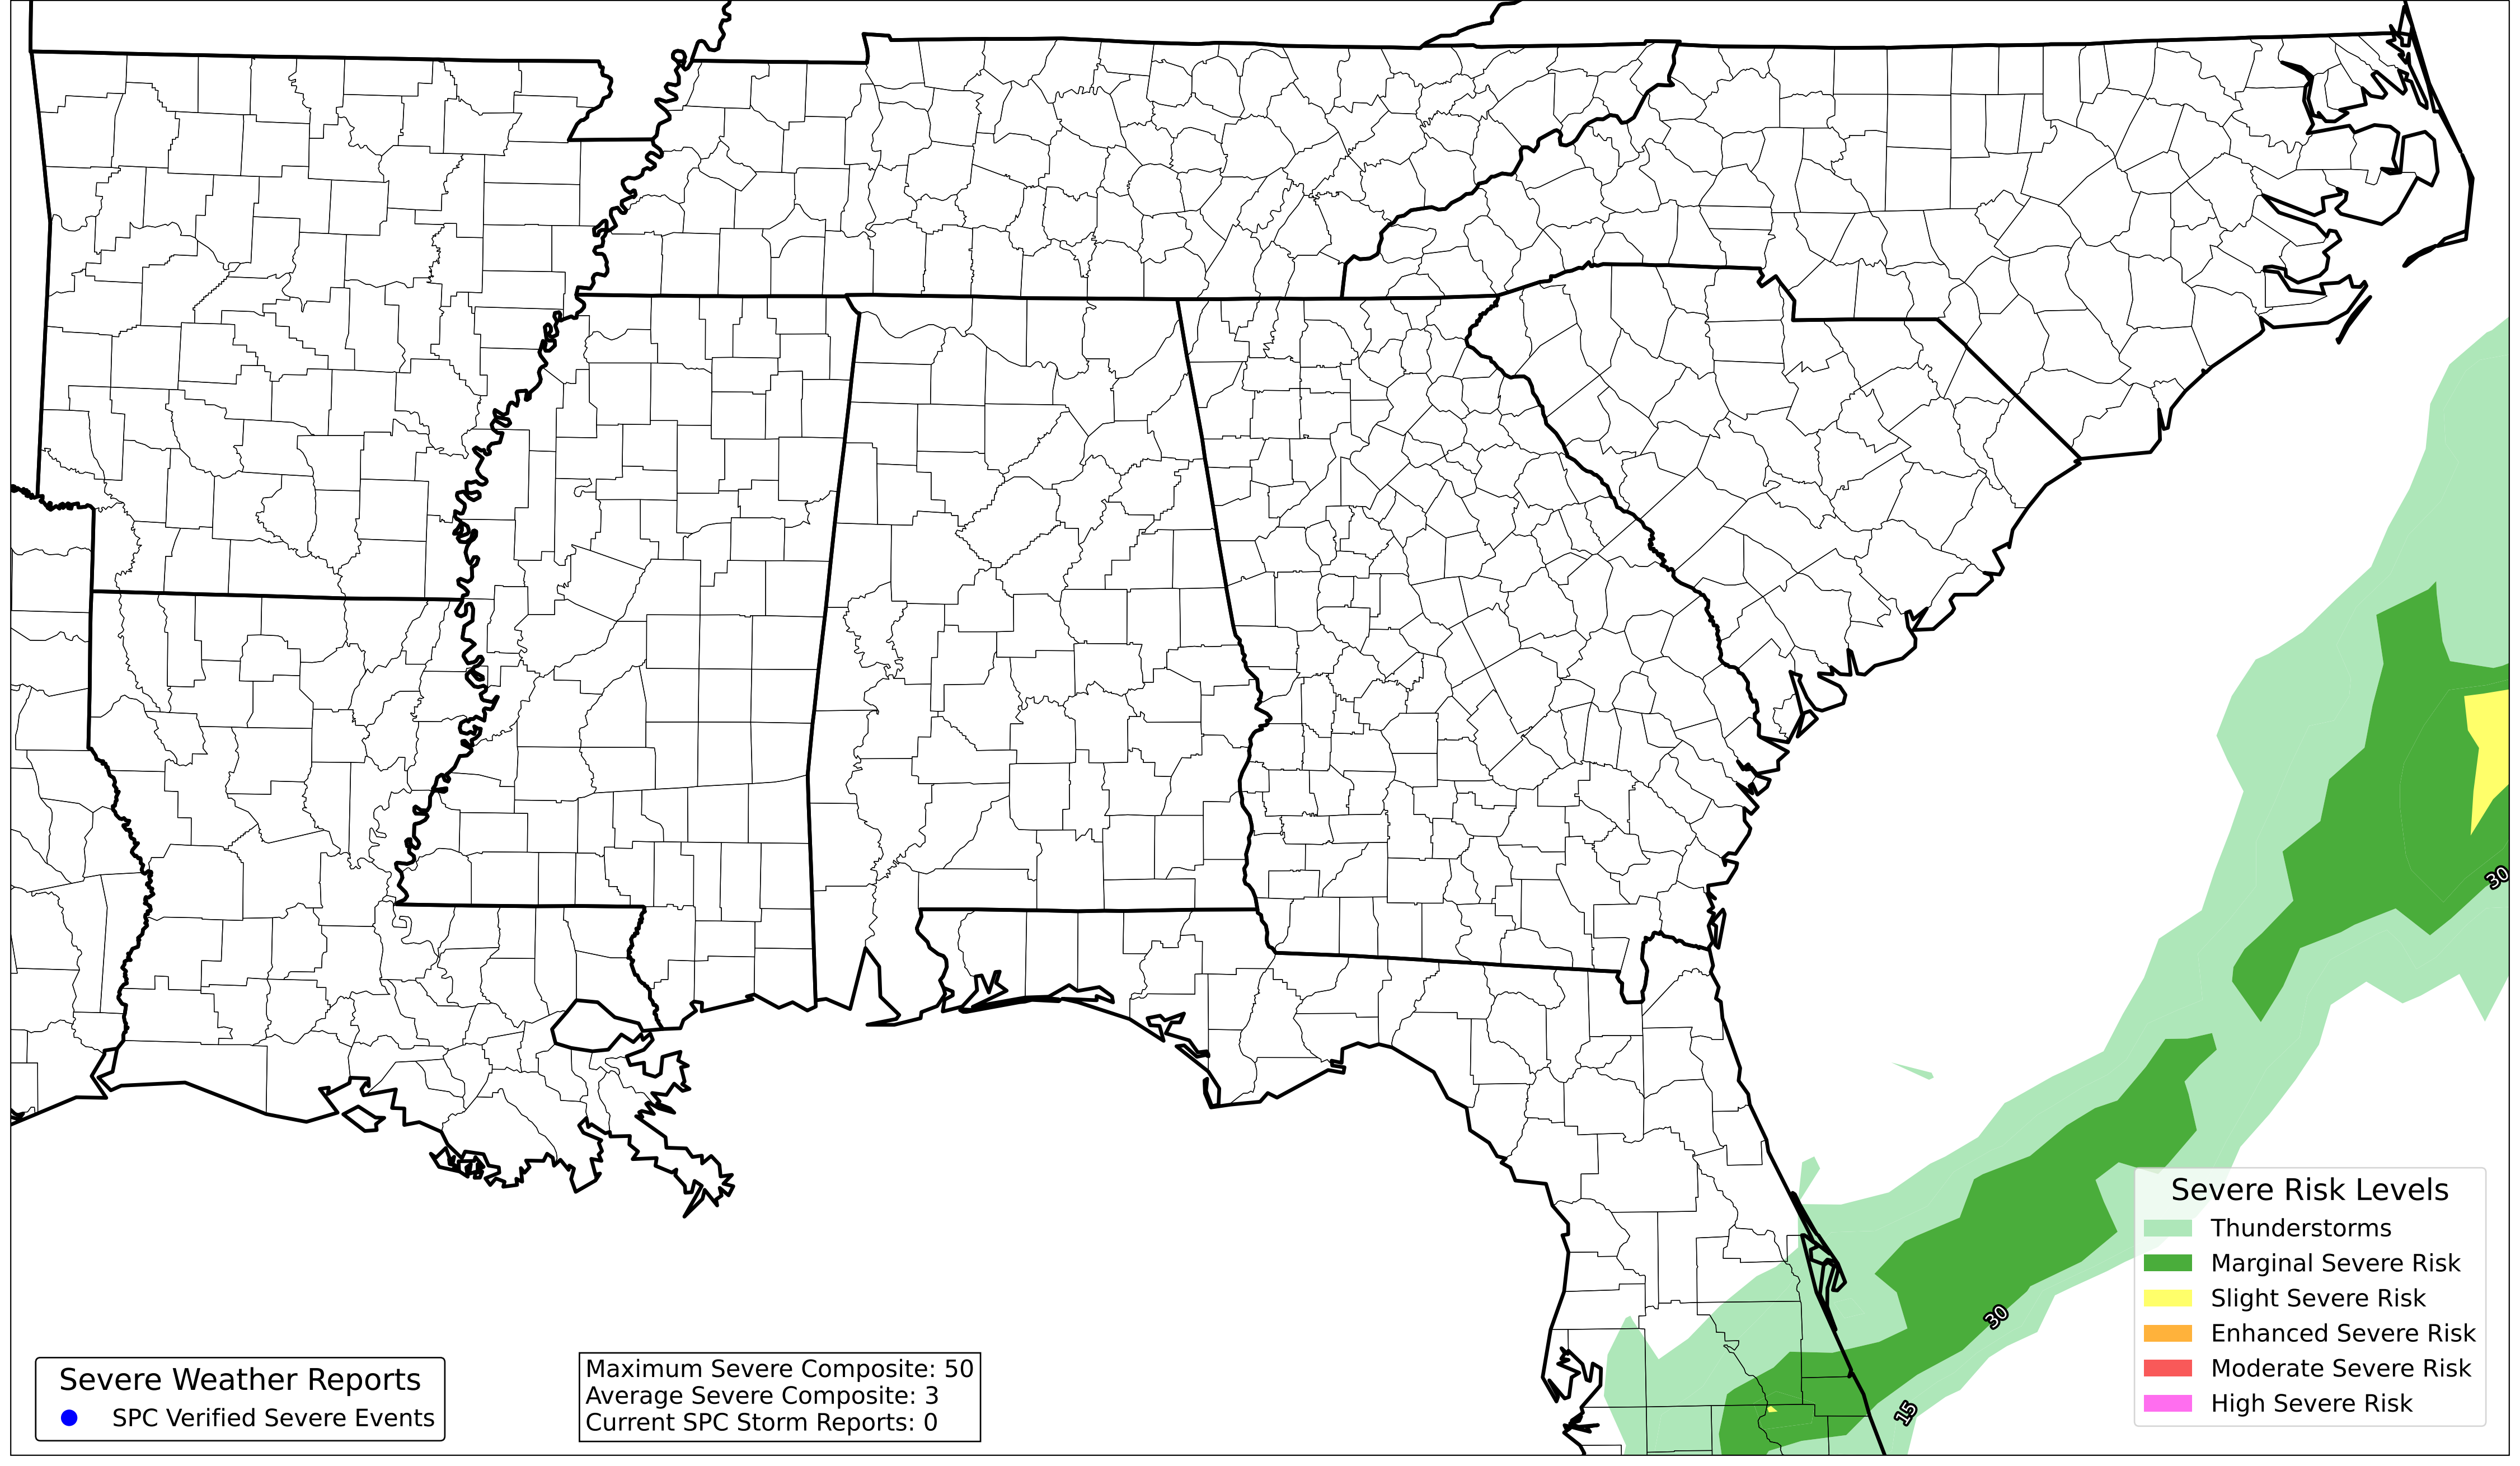 30
30
15
Severe Risk Levels
Thunderstorms
Marginal Severe Risk
Slight Severe Risk
Enhanced Severe Risk
Moderate Severe Risk
High Severe Risk
Severe Weather Reports
SPC Verified Severe Events
Maximum Severe Composite: 50
Average Severe Composite: 3
Current SPC Storm Reports: 0